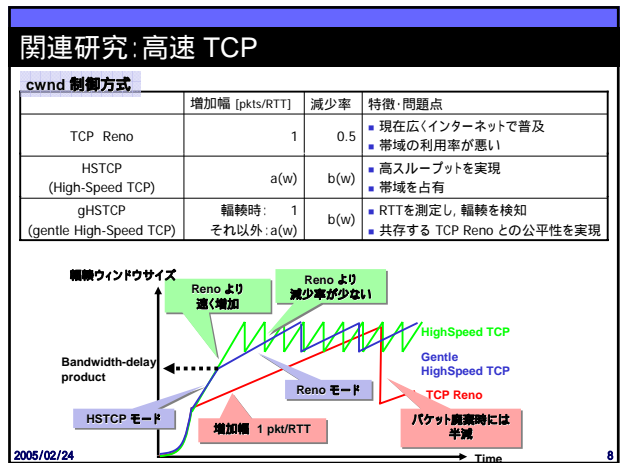 関連研究:高速 TCP
cwnd 制御方式
増加幅 [pkts/RTT] 減少率 特徴・問題点
TCP Reno 1 0.5
▪ 現在広くインターネットで普及
▪ 帯域の利用率が悪い
HSTCP
(High-Speed TCP)
a(w) b(w)
▪ 高スループットを実現
▪ 帯域を占有
gHSTCP
(gentle High-Speed TCP)
輻輳時: 1
それ以外:a(w)
b(w)
▪ RTTを測定し, 輻輳を検知
▪ 共存する TCP Reno との公平性を実現
輻輳ウィンドウサイズ
Reno より
速く増加
Reno より
減少率が少ない
HighSpeed TCP
Gentle
HighSpeed TCP
TCP Reno
Bandwidth-delay
product
Reno モード
HSTCP モード
増加幅 1 pkt/RTT
パケット廃棄時には
半減
2005/02/24
Time
8